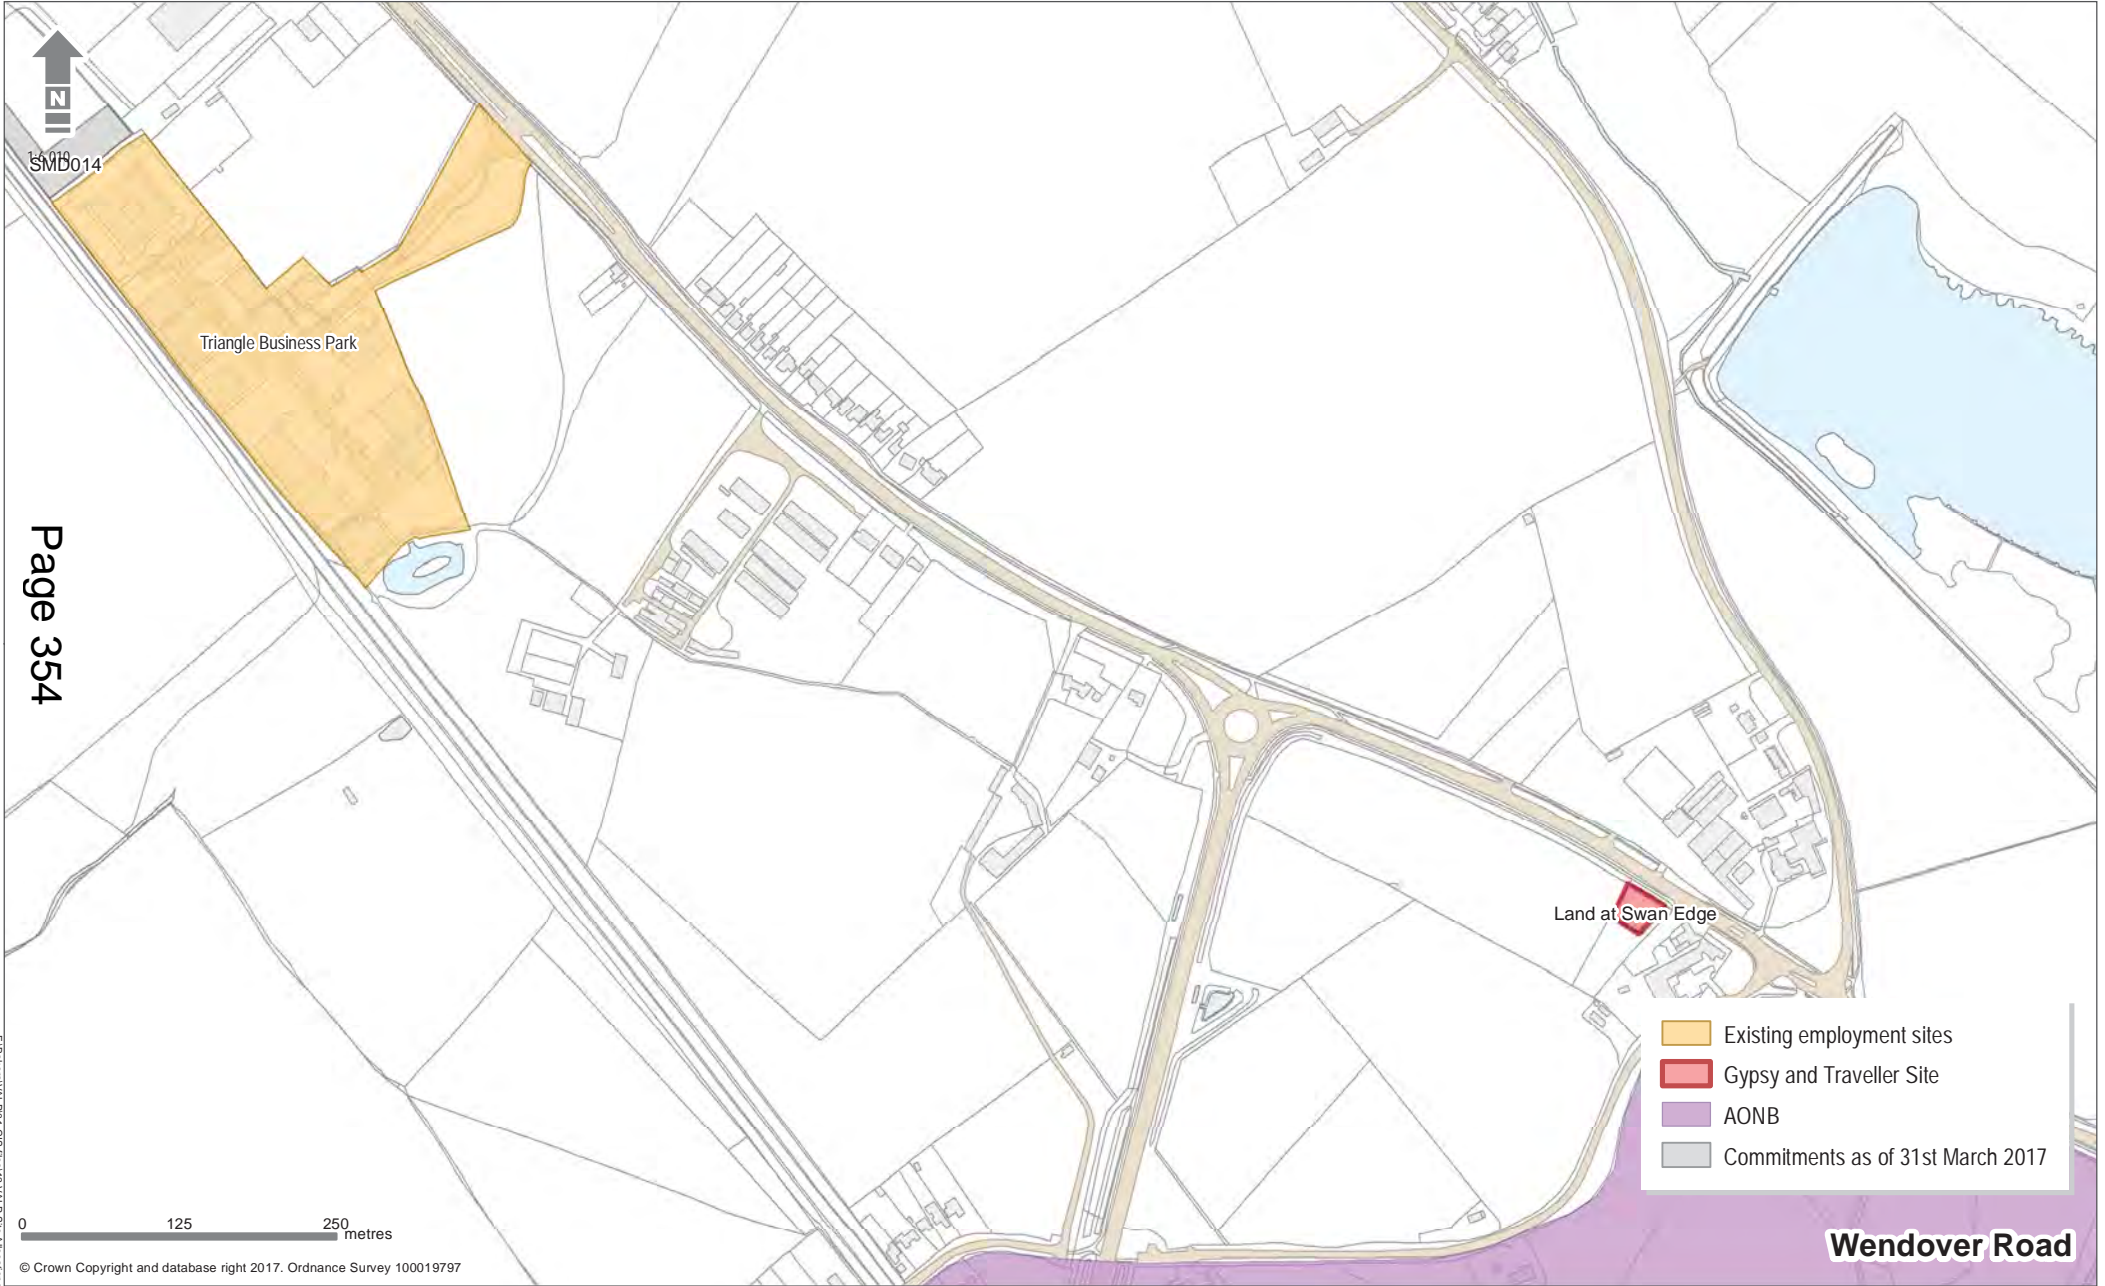 N
SMD014
Triangle Business Park
Page 354
Land at Swan Edge
Existing employment sites
Gypsy and Traveller Site
AONB
Commitments as of 31st March 2017
0 125 250 metres
Wendover Road
© Crown Copyright and database right 2017. Ordnance Survey 100019797